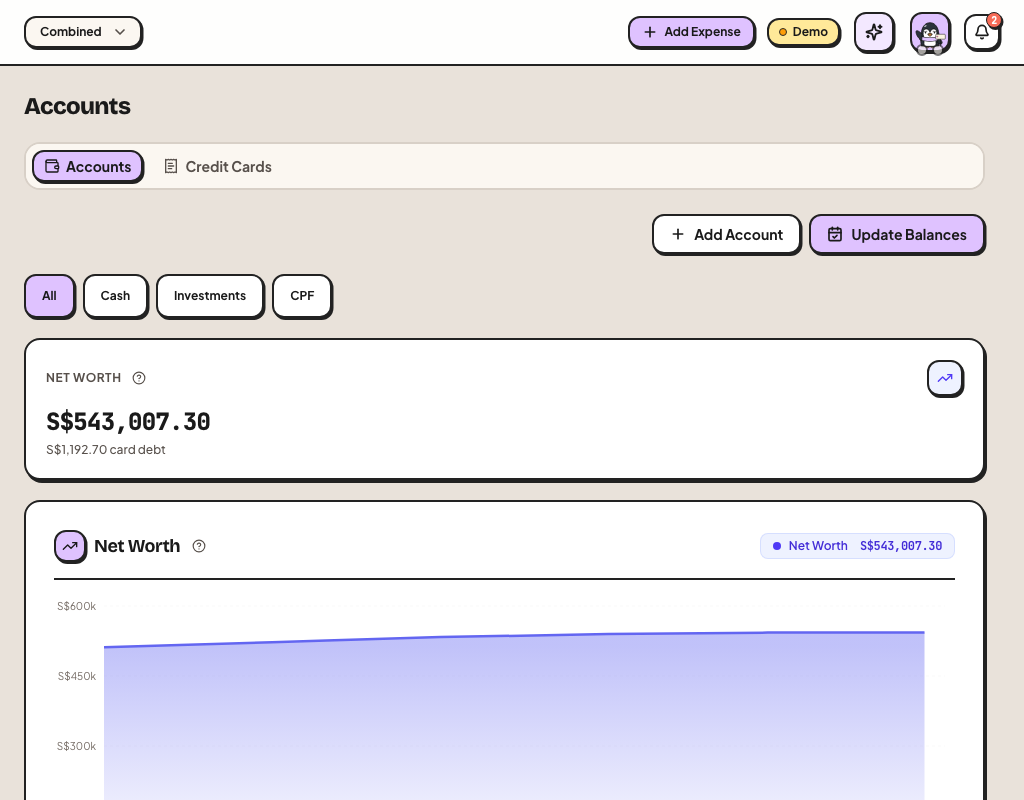 Combined
Add Expense
Demo
2
Accounts
Accounts
Credit Cards
Add Account
Update Balances
All
Cash
Investments
CPF
NET WORTH
S$543,007.30
S$1,192.70 card debt
Net Worth
Net Worth S$543,007.30
S$600k
S$450k
S$300k